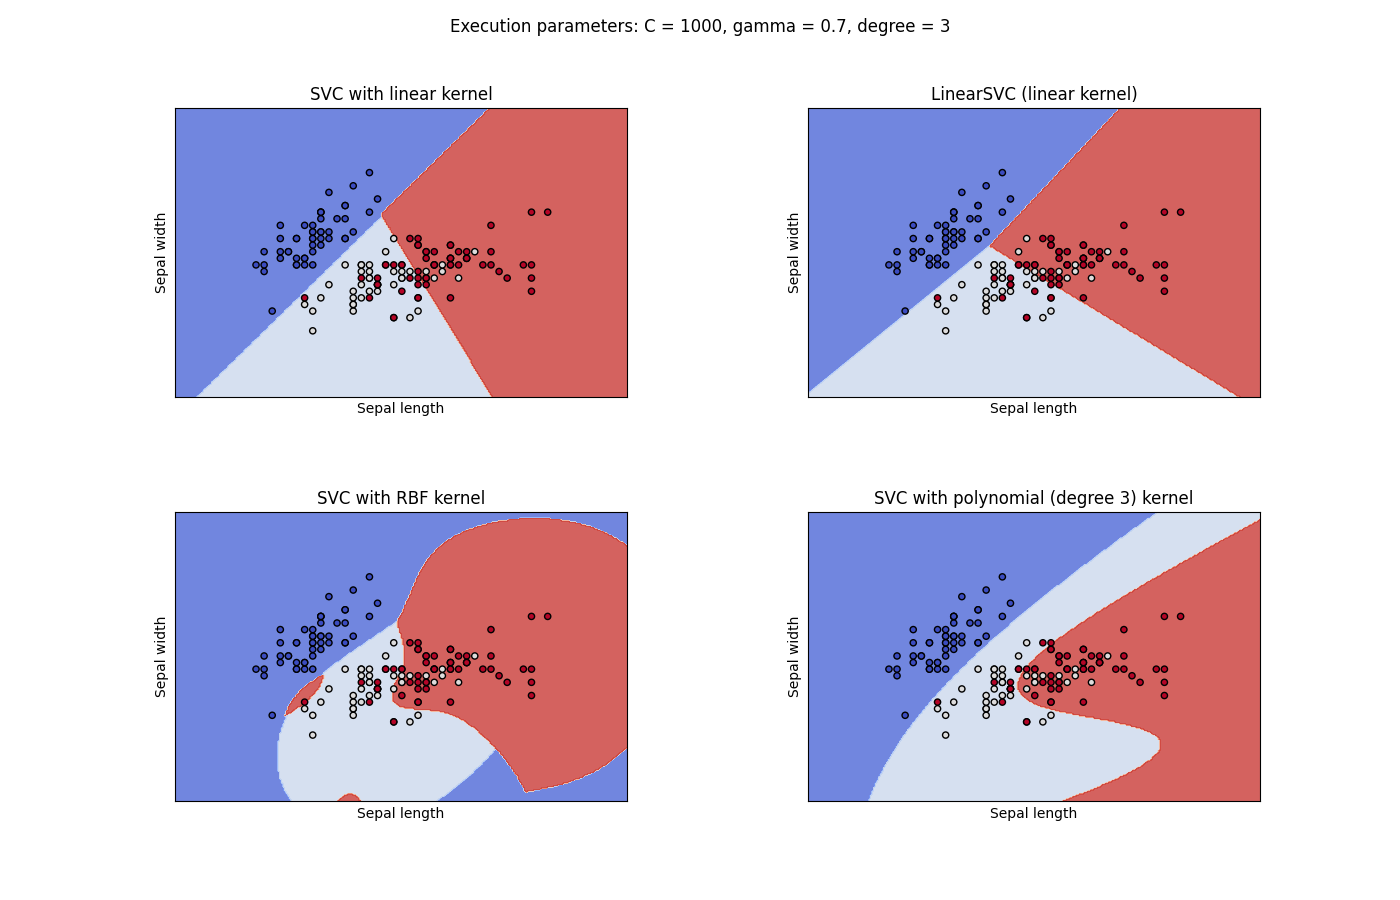 Execution parameters: C = 1000, gamma = 0.7, degree = 3
SVC with linear kernel
Sepal width
Sepal length
LinearSVC (linear kernel)
Sepal width
Sepal length
SVC with RBF kernel
Sepal width
Sepal length
SVC with polynomial (degree 3) kernel
Sepal width
Sepal length